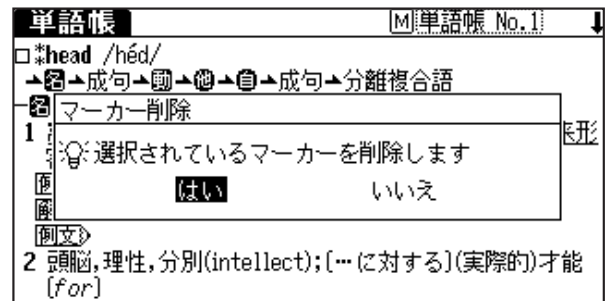 単語帳 M単語帳 No.1 ⬇
□⁑head /héd/
➔名➔成句➔動➔他➔自➔成句➔分離複合語
名 マーカー削除
1 形
選択されているマーカーを削除します
例 はい いいえ
解
例文
2 頭脳,理性,分別(intellect);〔…に対する〕(実際的)才能
〔for〕